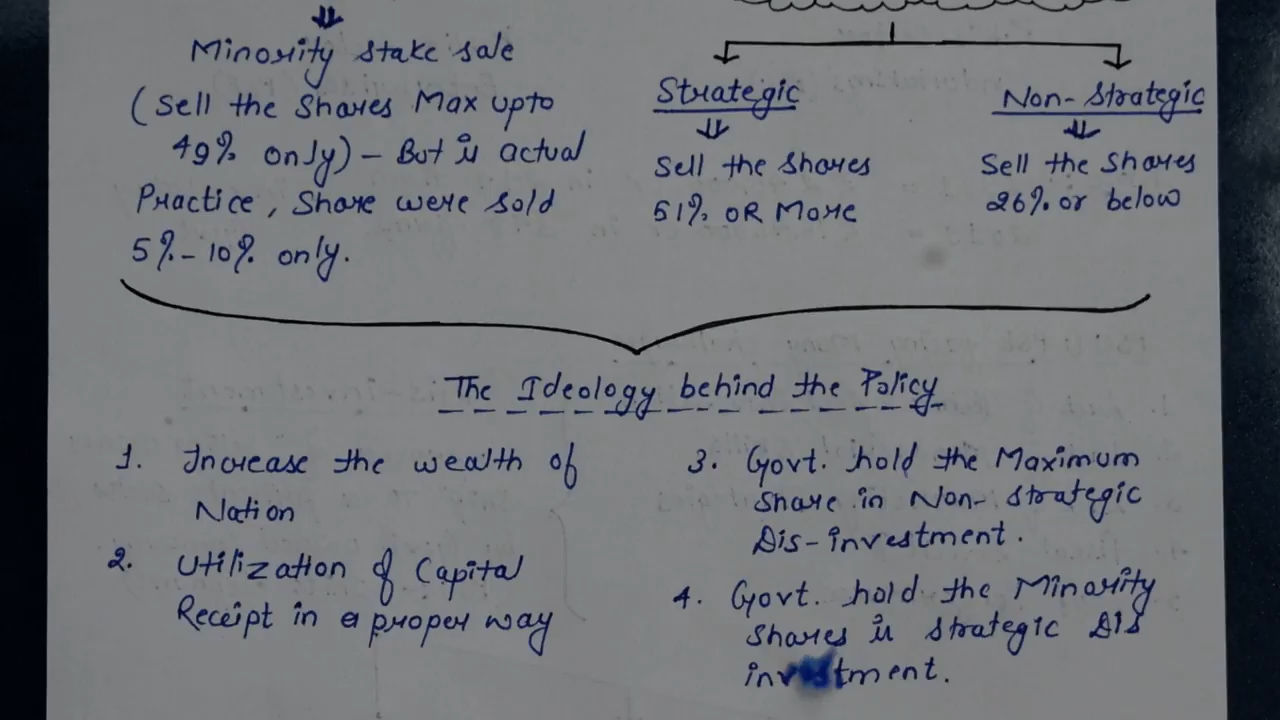 Minority stake sale
(Sell the Shares Max upto
49% only) - But in actual
Practice, Share were sold
5% - 10% only.
Strategic
Sell the Shares
51% OR More
Non-Strategic
Sell the Shares
26% or below
The Ideology behind the Policy
1. Increase the wealth of
Nation
2. Utilization of Capital
Receipt in a proper way
3. Govt. hold the Maximum
Share in Non-strategic
Dis-investment.
4. Govt. hold the Minority
Shares in strategic Dis
investment.